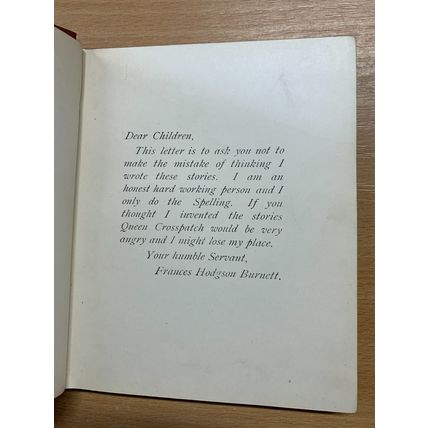 Dear Children,
This letter is to ask you not to
make the mistake of thinking I
wrote these stories. I am an
honest hard working person and I
only do the Spelling. If you
thought I invented the stories
Queen Crosspatch would be very
angry and I might lose my place.
Your humble Servant,
Frances Hodgson Burnett.